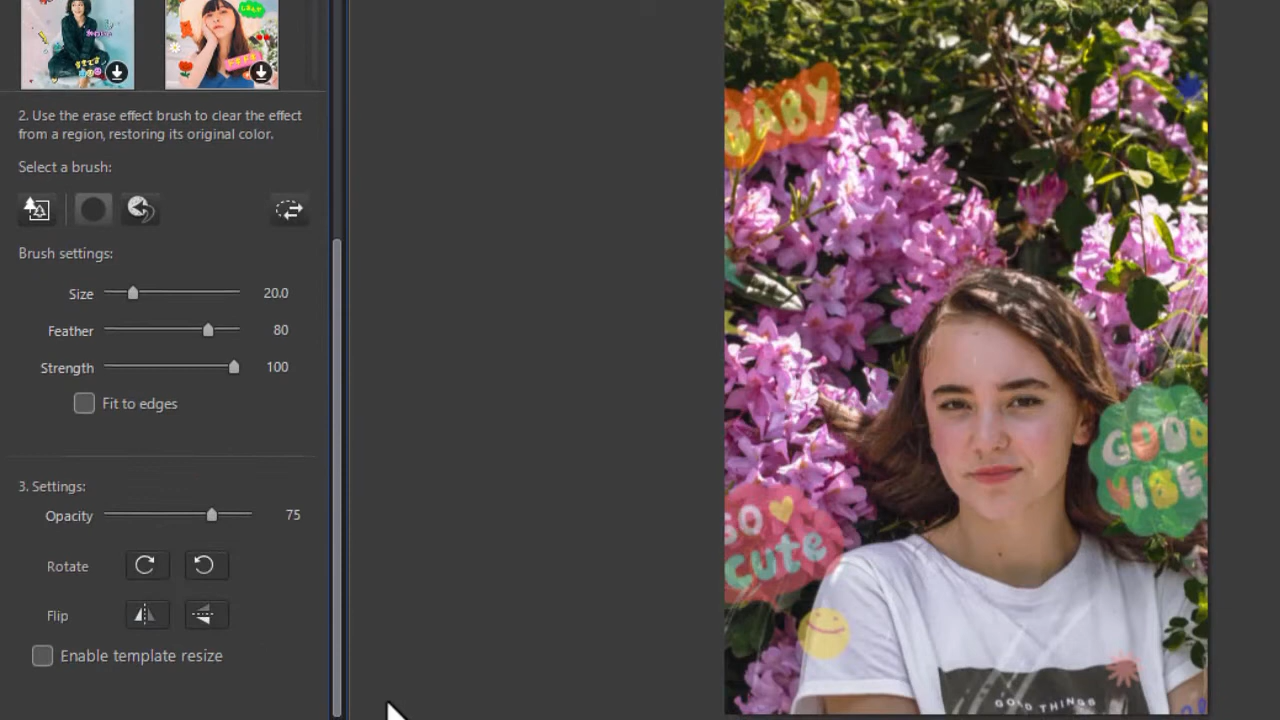 2. Use the erase effect brush to clear the effect
from a region, restoring its original color.
Select a brush:
Brush settings:
Size 20.0
Feather 80
Strength 100
Fit to edges
3. Settings:
Opacity 75
Rotate
Flip
Enable template resize
BABY
GOOD
VIBE
SO
cute
GOOD THINGS